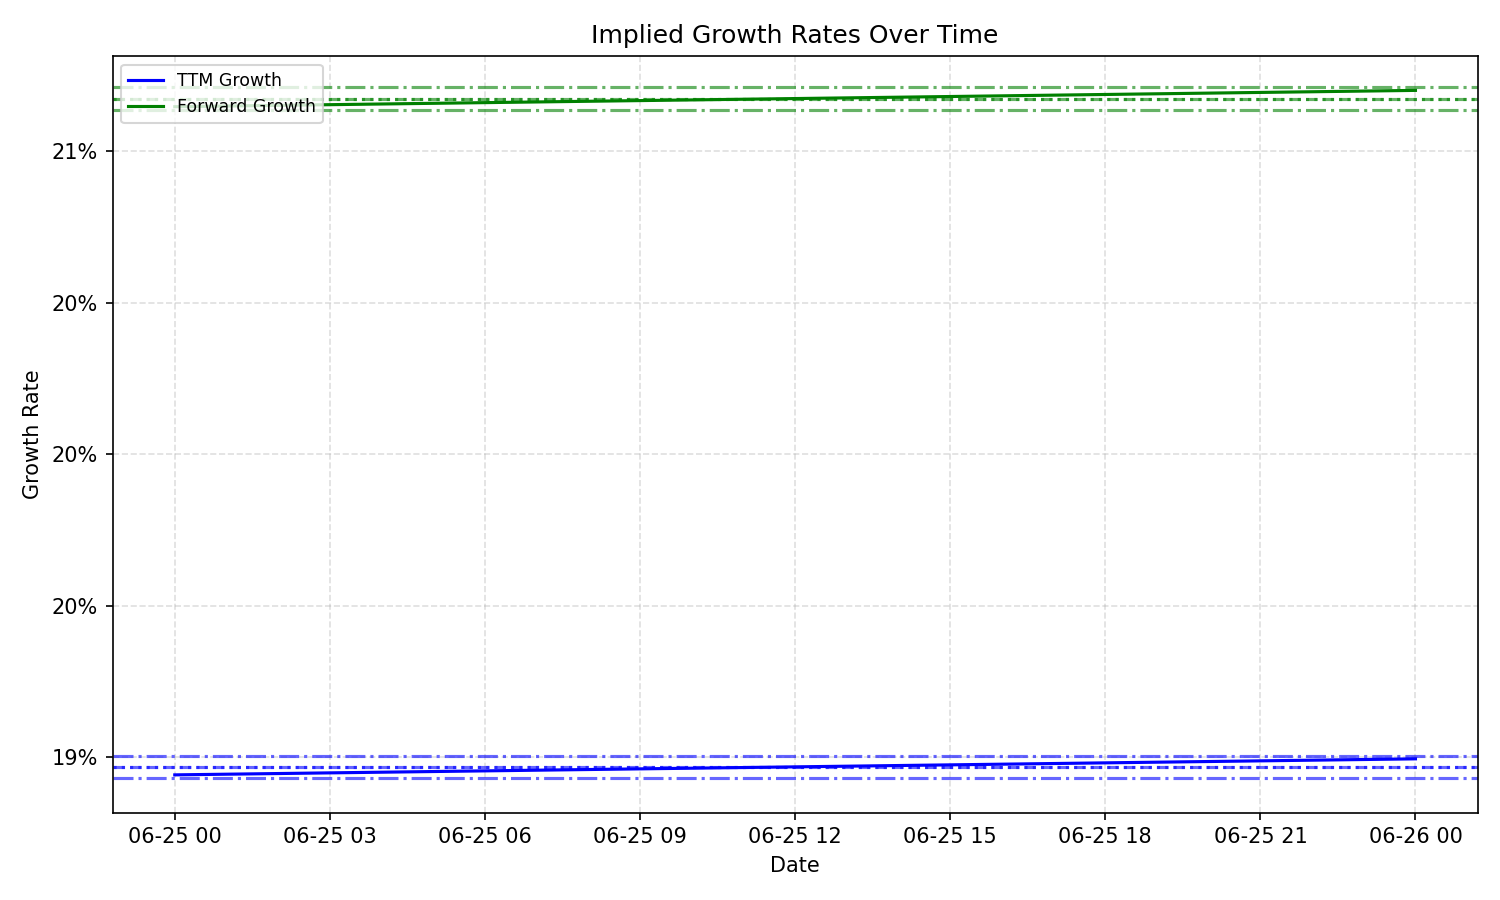 Implied Growth Rates Over Time
TTM Growth
Forward Growth
21%
20%
20%
20%
19%
Growth Rate
06-25 00
06-25 03
06-25 06
06-25 09
06-25 12
06-25 15
06-25 18
06-25 21
06-26 00
Date